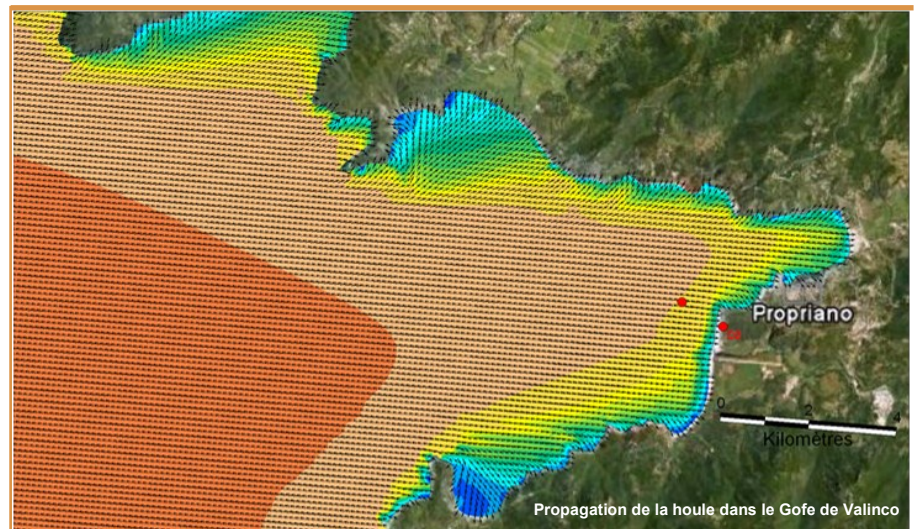 Propriano
0 2 4
Kilomètres
Propagation de la houle dans le Gofe de Valinco